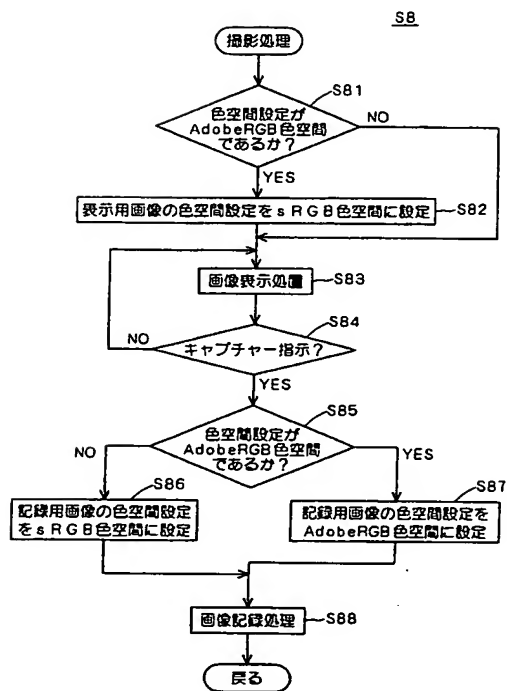 S8
撮影処理
S81
色空間設定が
AdobeRGB色空間
であるか？
NO
YES
表示用画像の色空間設定をsRGB色空間に設定
S82
画像表示処置
S83
S84
NO
キャプチャー指示？
YES
S85
色空間設定が
AdobeRGB色空間
であるか？
NO
YES
S86
記録用画像の色空間設定
をsRGB色空間に設定
S87
記録用画像の色空間設定を
AdobeRGB色空間に設定
画像記録処理
S88
戻る